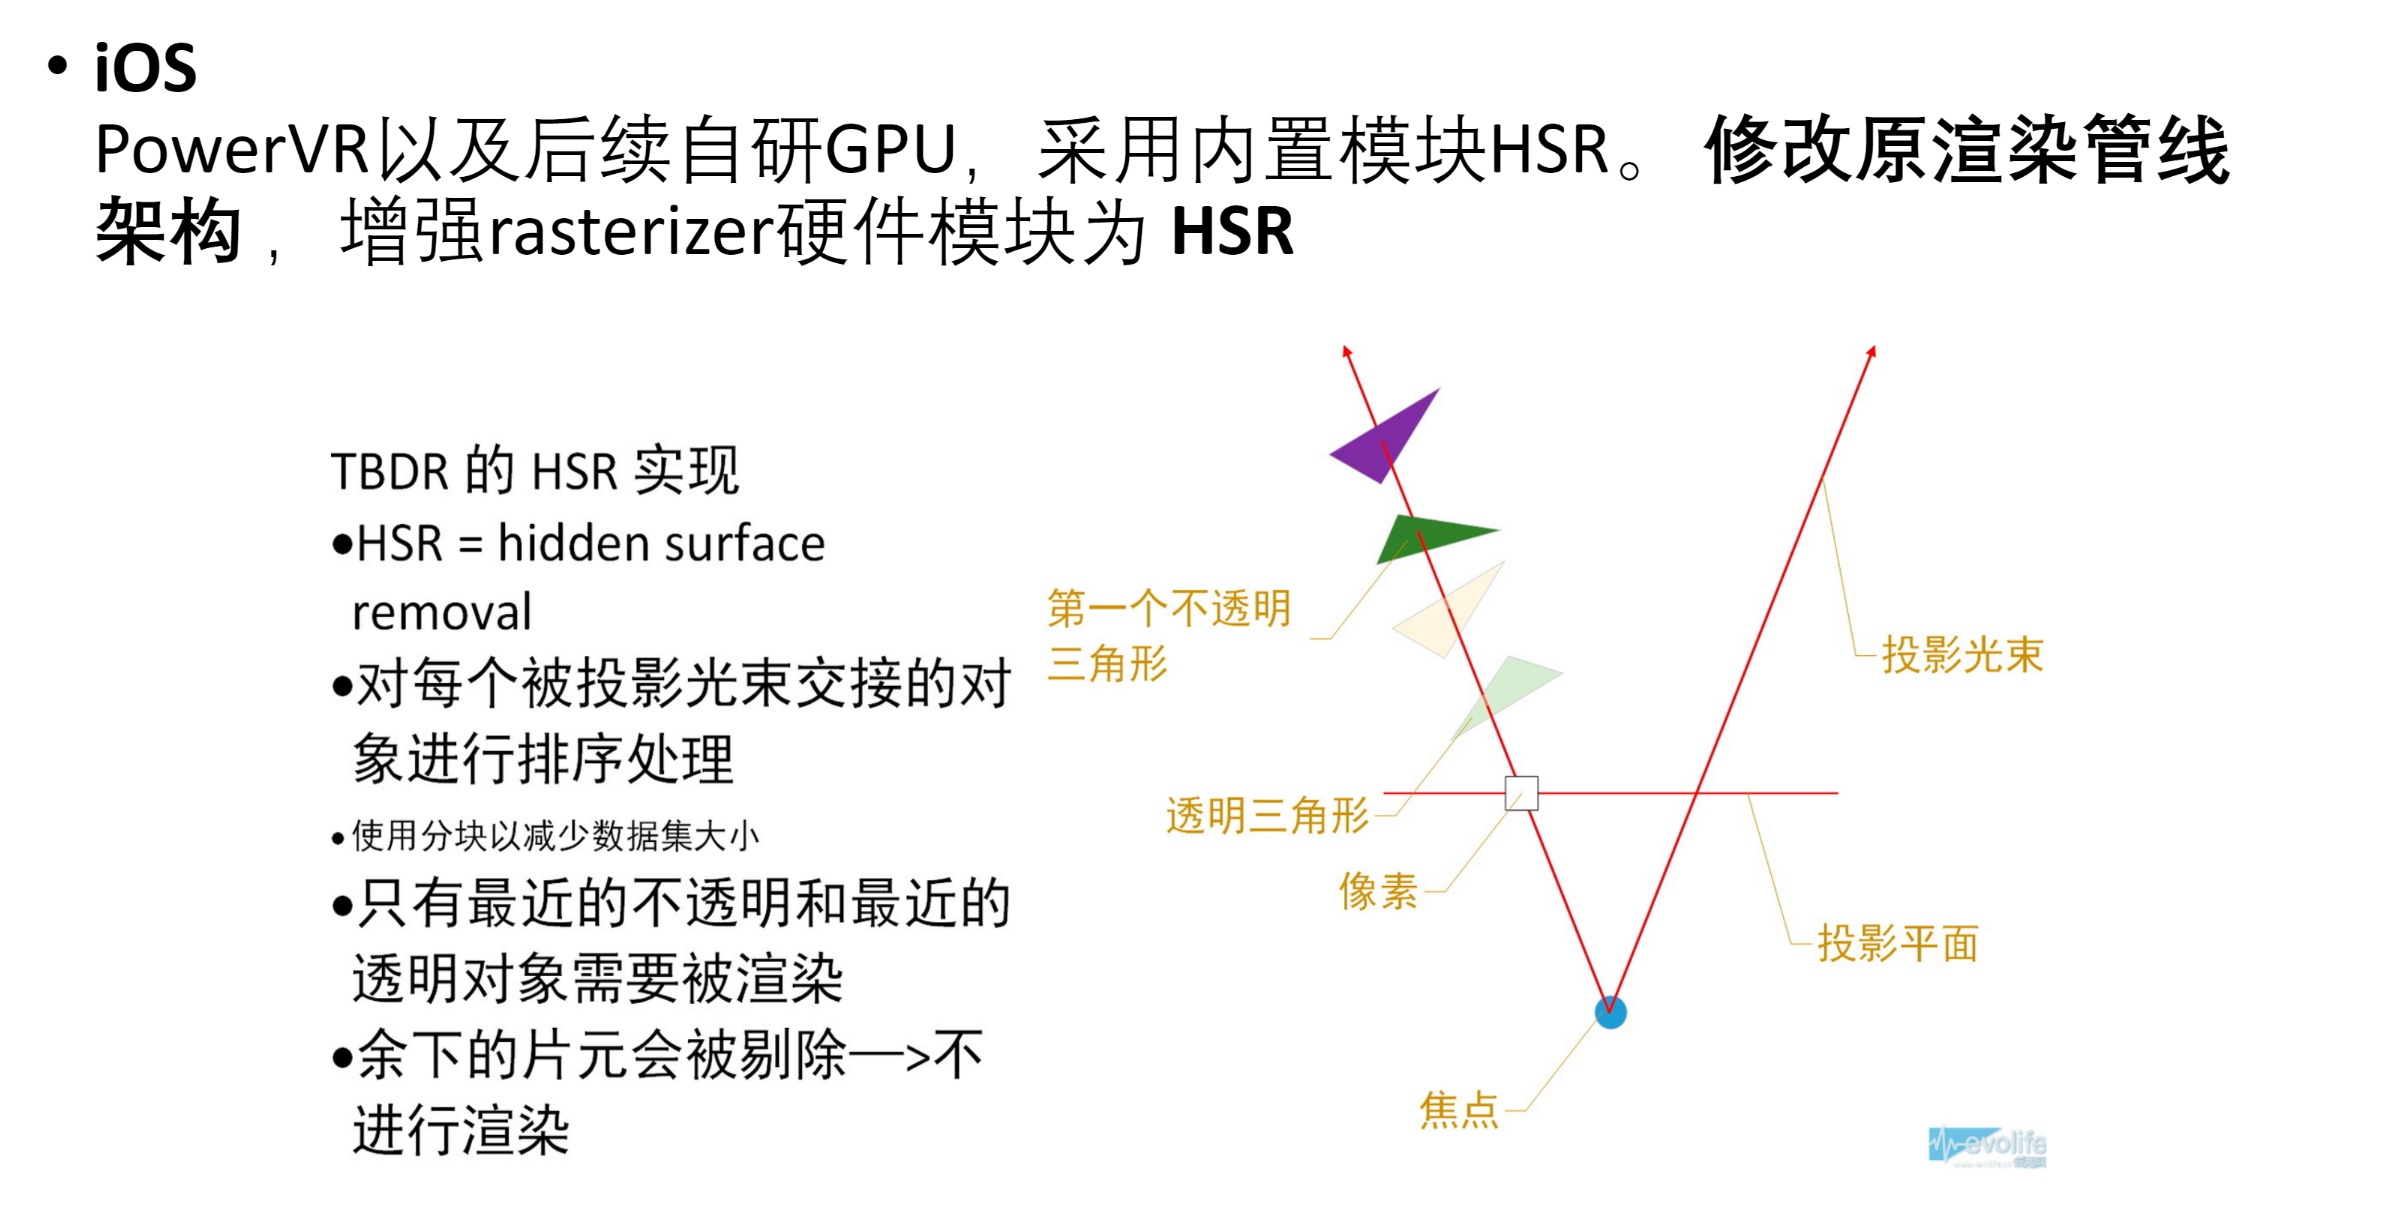 • iOS
PowerVR以及后续自研GPU, 采用内置模块HSR。 修改原渲染管线
架构 , 增强rasterizer硬件模块为 HSR
TBDR 的 HSR 实现
•HSR = hidden surface
removal
•对每个被投影光束交接的对
象进行排序处理
•使用分块以减少数据集大小
•只有最近的不透明和最近的
透明对象需要被渲染
•余下的片元会被剔除—>不
进行渲染
第一个不透明
三角形
投影光束
透明三角形
像素
投影平面
焦点
evolife